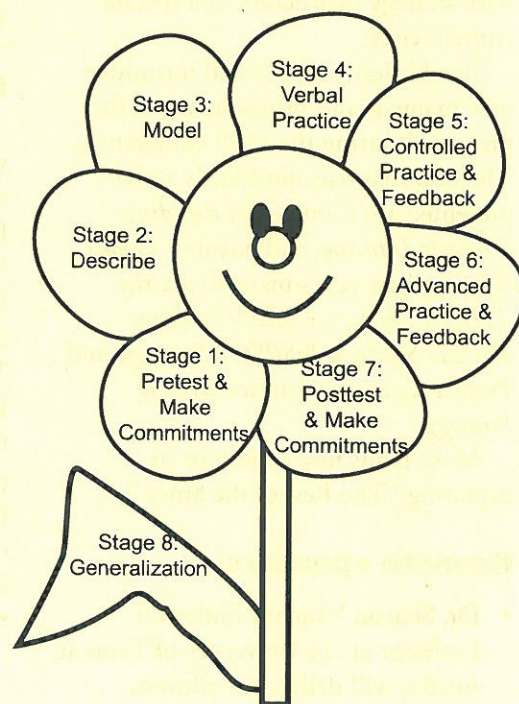 Stage 1:
Pretest &
Make
Commitments
Stage 2:
Describe
Stage 3:
Model
Stage 4:
Verbal
Practice
Stage 5:
Controlled
Practice &
Feedback
Stage 6:
Advanced
Practice &
Feedback
Stage 7:
Posttest
& Make
Commitments
Stage 8:
Generalization